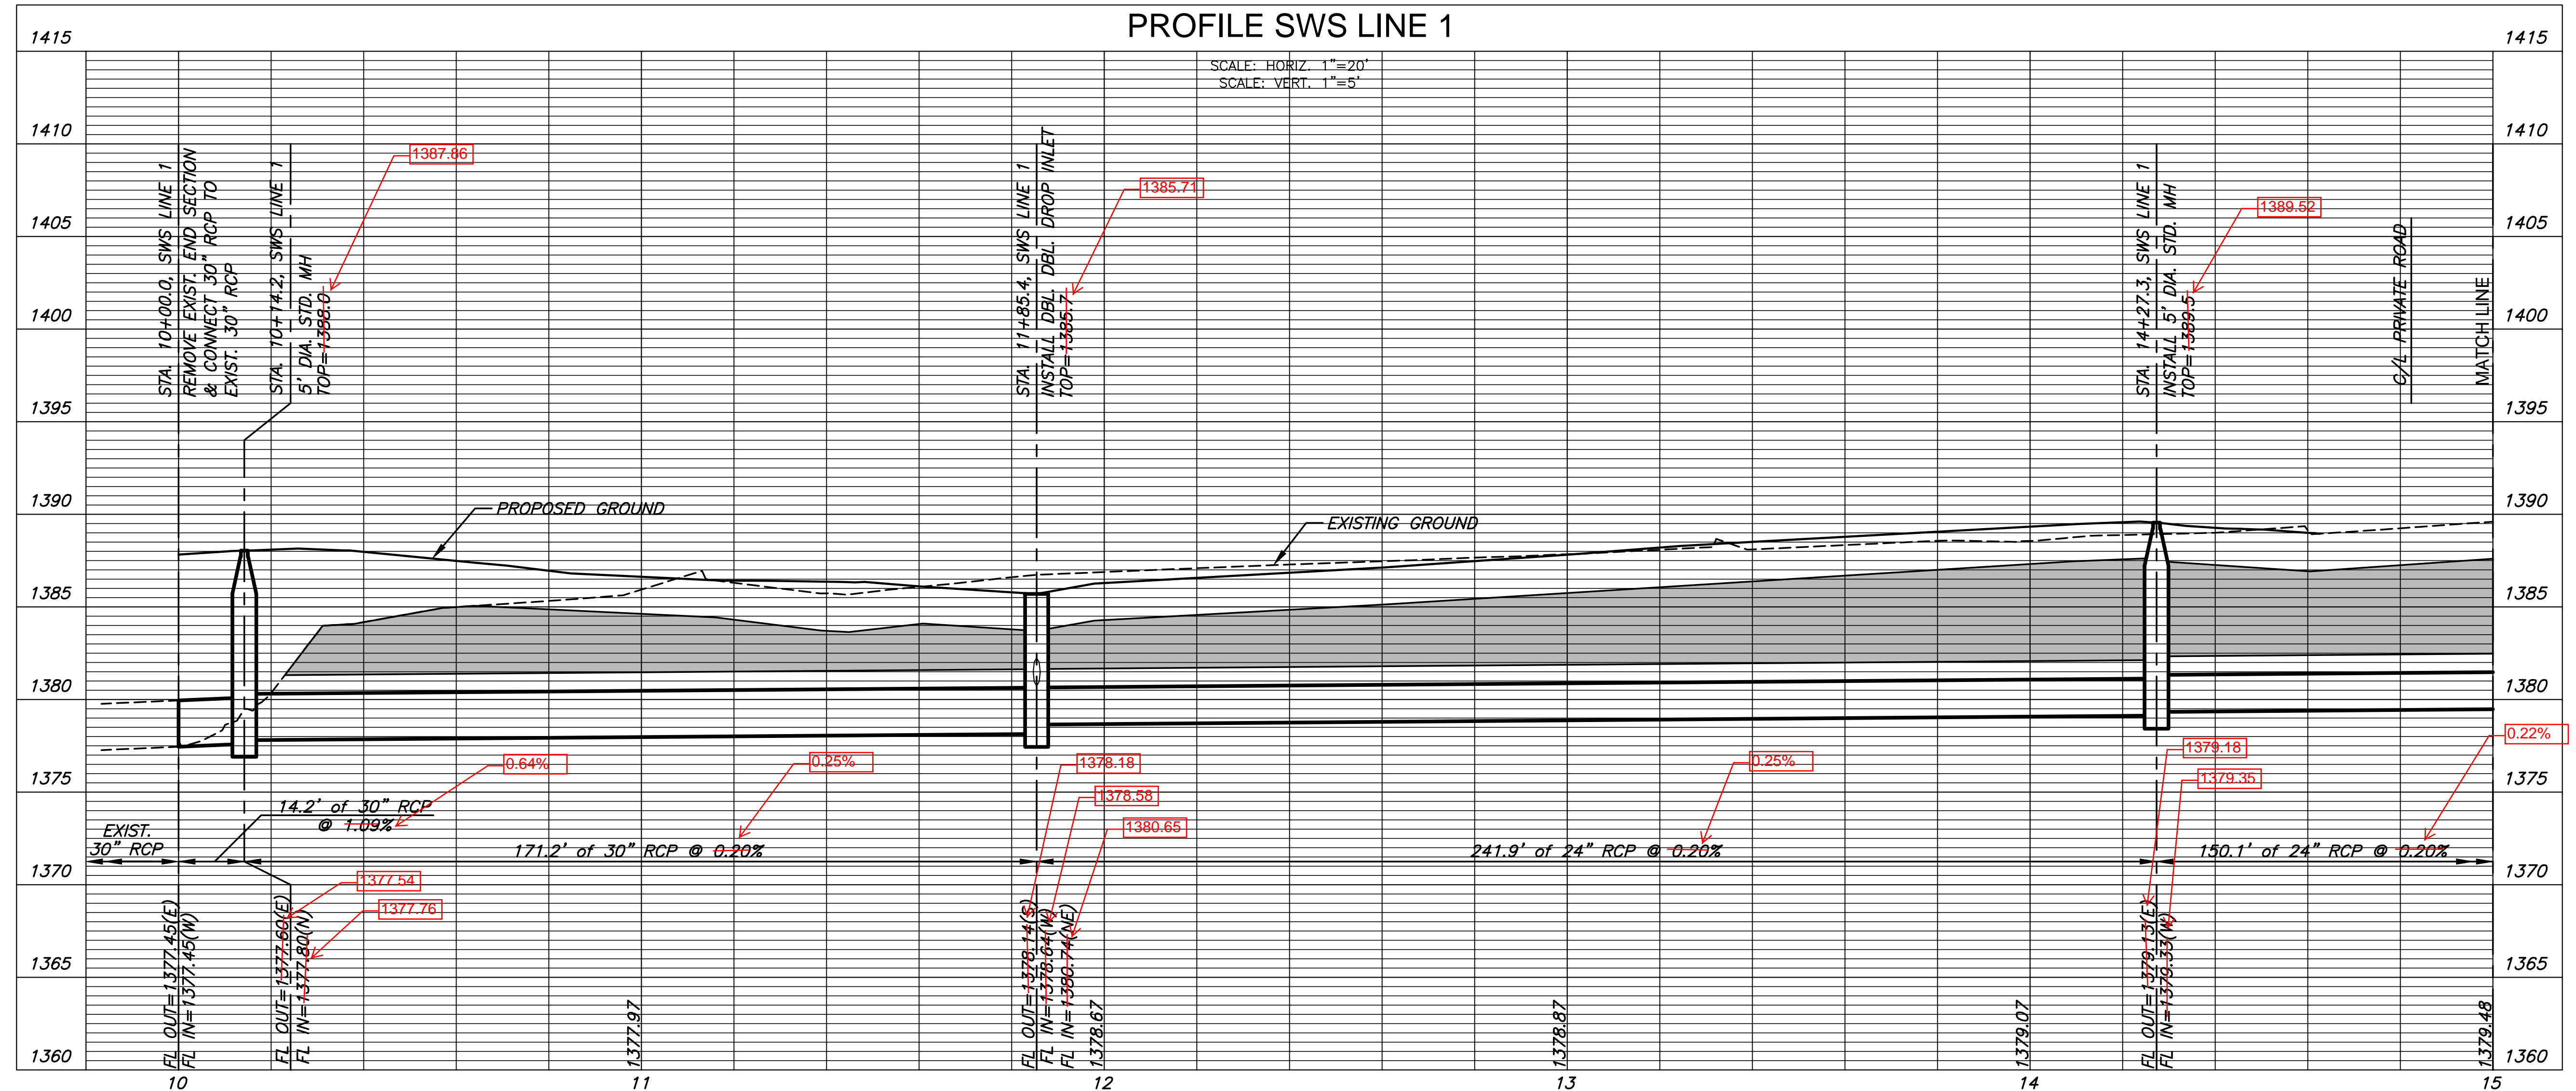 PROFILE SWS LINE 1
SCALE: HORIZ. 1"=20'
SCALE: VERT. 1"=5'
1415
1415
1410
1410
1405
1405
1400
1400
1395
1395
1390
1390
1385
1385
1380
1380
1375
1375
1370
1370
1365
1365
1360
1360
STA. 10+00.0, SWS LINE 1
REMOVE EXIST. END SECTION
& CONNECT 30" RCP TO
EXIST. 30" RCP
STA. 10+14.2, SWS LINE 1
5' DIA. STD. MH
TOP=1388.0
1387.86
STA. 11+85.4, SWS LINE 1
INSTALL DBL. DBL. DROP INLET
TOP=1385.7
1385.71
STA. 14+27.3, SWS LINE 1
INSTALL 5' DIA. STD. MH
TOP=1389.5
1389.52
C/L PRIVATE ROAD
MATCH LINE
PROPOSED GROUND
EXISTING GROUND
0.64%
0.25%
1378.18
1378.58
1380.65
0.25%
1379.18
1379.35
0.22%
14.2' of 30" RCP
@ 1.09%
EXIST.
30" RCP
171.2' of 30" RCP @ 0.20%
241.9' of 24" RCP @ 0.20%
150.1' of 24" RCP @ 0.20%
1377.54
1377.76
FL OUT=1377.45(E)
FL IN=1377.45(W)
FL OUT=1377.60(E)
FL IN=1377.80(N)
1377.97
FL OUT=1378.14(S)
FL IN=1378.64(W)
FL IN=1380.74(NE)
1378.67
1378.87
1379.07
FL OUT=1379.13(E)
FL IN=1379.33(W)
1379.48
10
11
12
13
14
15